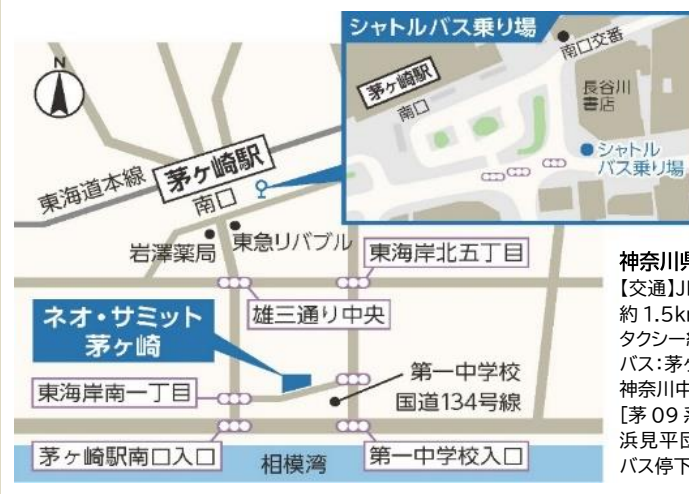 シャトルバス乗り場
南口交番
茅ヶ崎駅
南口
長谷川
書店
シャトル
バス乗り場
N
東海道本線
茅ヶ崎駅
南口
岩澤薬局
東急リバブル
東海岸北五丁目
ネオ・サミット
茅ヶ崎
雄三通り中央
東海岸南一丁目
第一中学校
国道134号線
茅ヶ崎駅南口入口
相模湾
第一中学校入口
神奈川県
【交通】JR
約1.5km
タクシー
バス:茅ヶ
神奈川中
[茅09系
浜見平団
バス停下